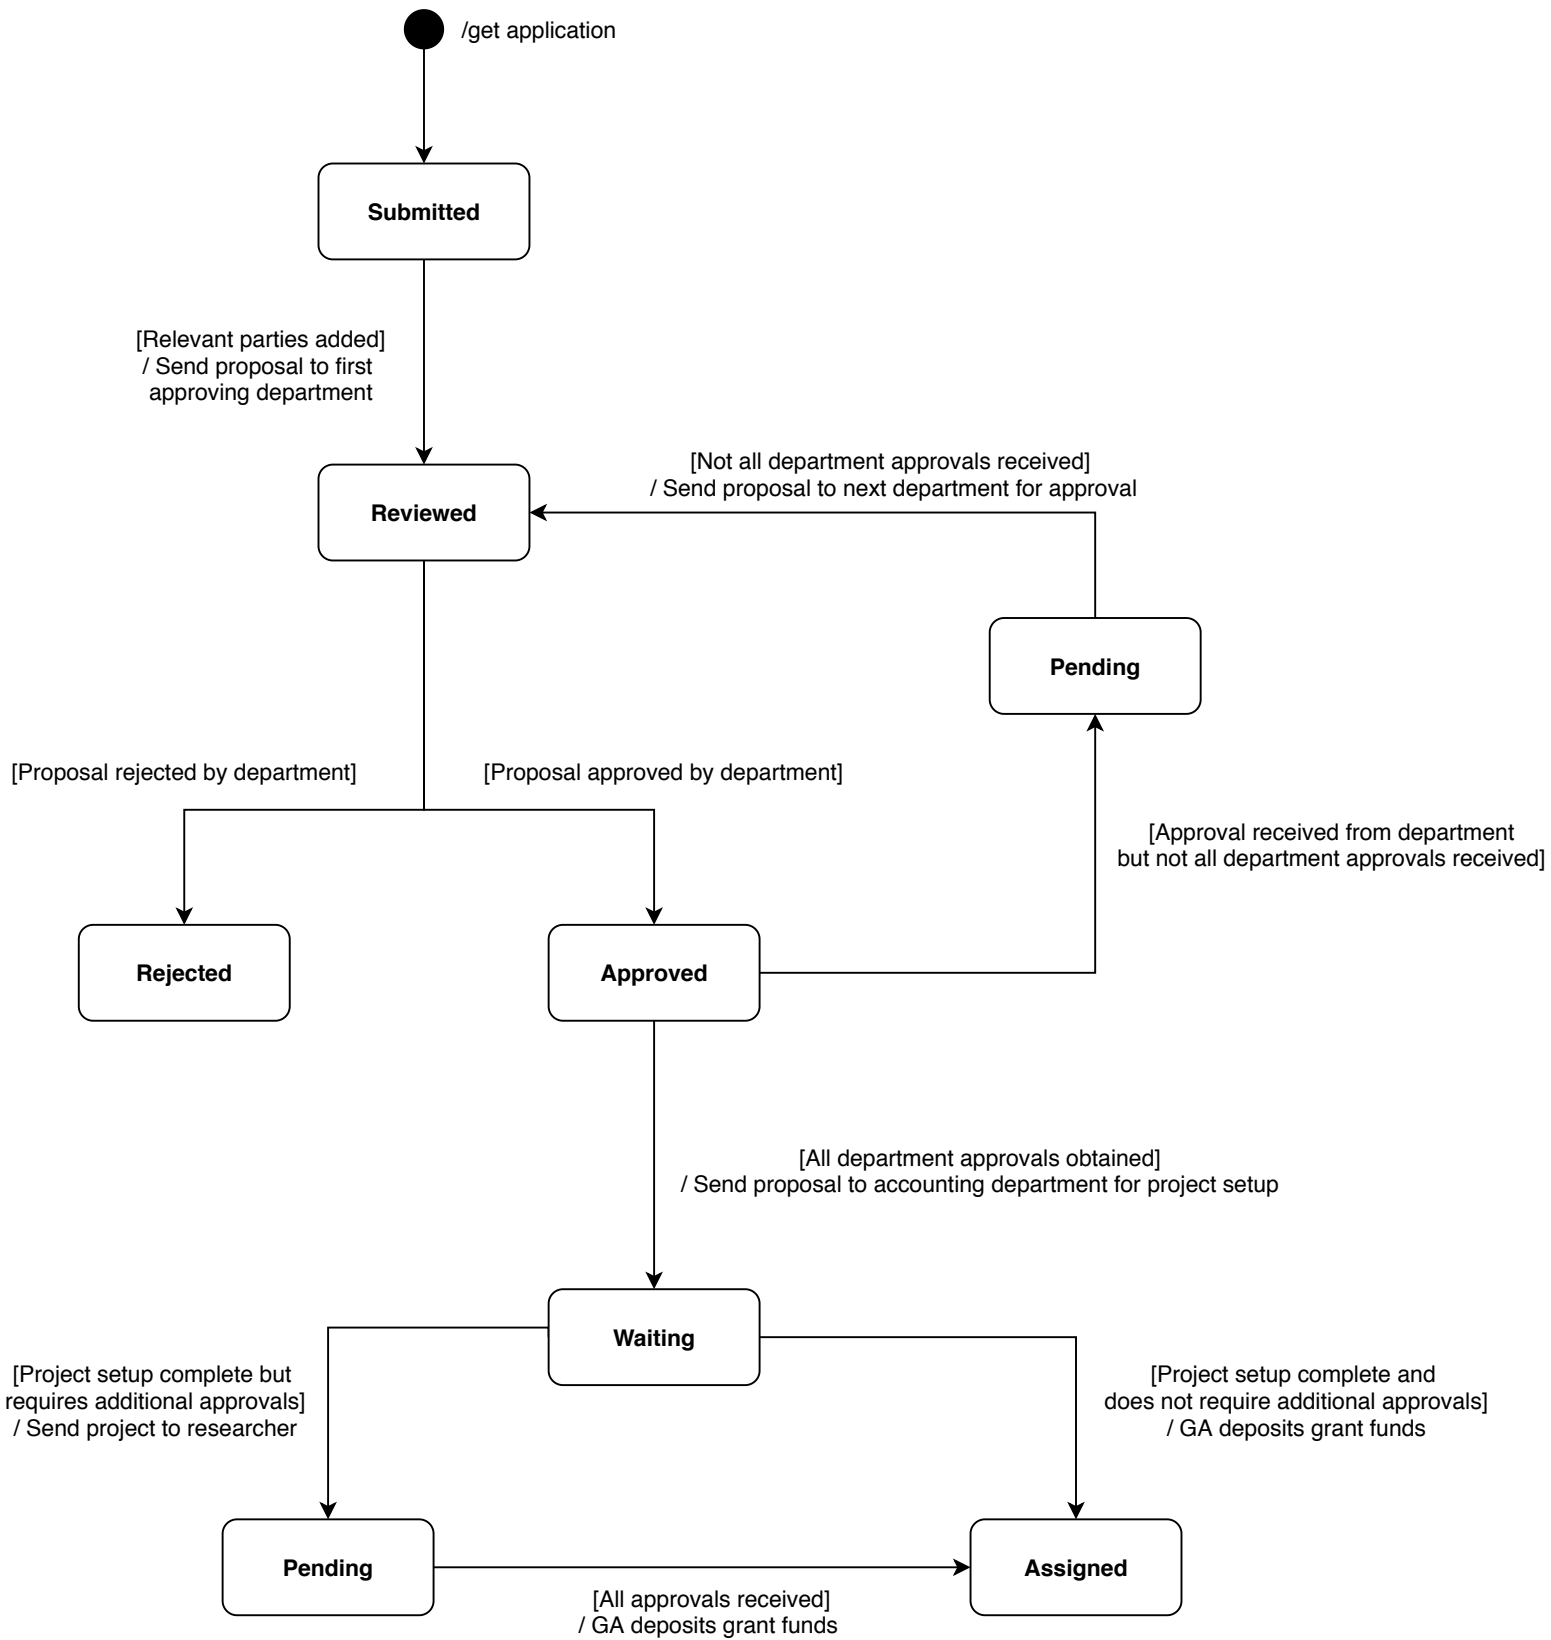 /get application
Submitted
[Relevant parties added]
/ Send proposal to first
approving department
[Not all department approvals received]
/ Send proposal to next department for approval
Reviewed
Pending
[Proposal rejected by department]
[Proposal approved by department]
[Approval received from department
but not all department approvals received]
Rejected
Approved
[All department approvals obtained]
/ Send proposal to accounting department for project setup
Waiting
[Project setup complete but
requires additional approvals]
/ Send project to researcher
[Project setup complete and
does not require additional approvals]
/ GA deposits grant funds
Pending
Assigned
[All approvals received]
/ GA deposits grant funds